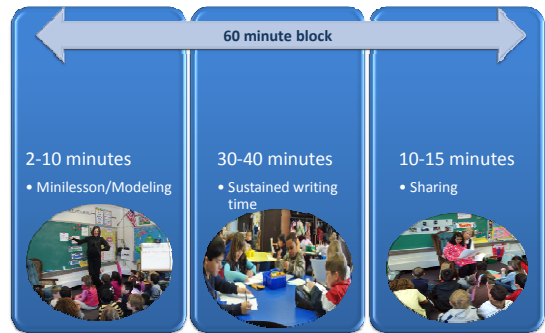 60 minute block
2-10 minutes
• Minilesson/Modeling
30-40 minutes
• Sustained writing
time
10-15 minutes
• Sharing